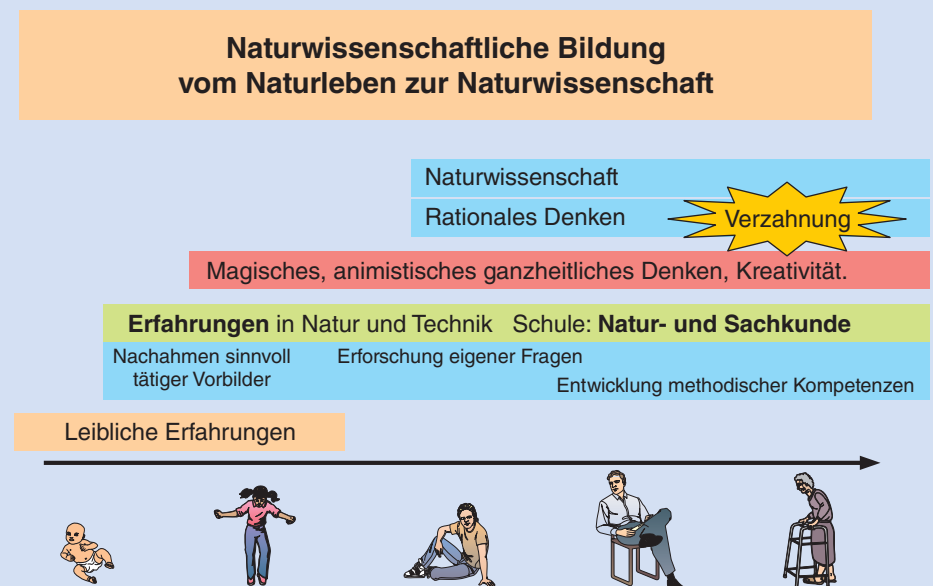 Naturwissenschaftliche Bildung
vom Naturleben zur Naturwissenschaft
Naturwissenschaft
Rationales Denken
Verzahnung
Magisches, animistisches ganzheitliches Denken, Kreativität.
Erfahrungen in Natur und Technik Schule: Natur- und Sachkunde
Nachahmen sinnvoll
tätiger Vorbilder
Erforschung eigener Fragen
Entwicklung methodischer Kompetenzen
Leibliche Erfahrungen